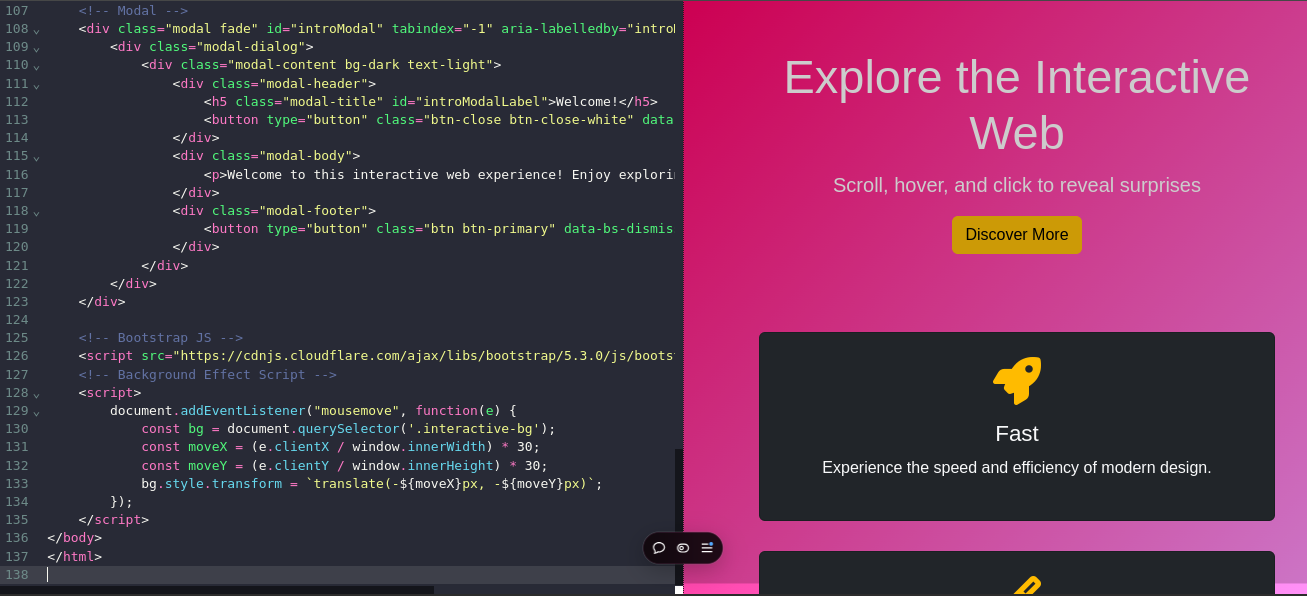 107 <!-- Modal -->
108 <div class="modal fade" id="introModal" tabindex="-1" aria-labelledby="introM
109 <div class="modal-dialog">
110 <div class="modal-content bg-dark text-light">
111 <div class="modal-header">
112 <h5 class="modal-title" id="introModalLabel">Welcome!</h5>
113 <button type="button" class="btn-close btn-close-white" data
114 </div>
115 <div class="modal-body">
116 <p>Welcome to this interactive web experience! Enjoy explorin
117 </div>
118 <div class="modal-footer">
119 <button type="button" class="btn btn-primary" data-bs-dismis
120 </div>
121 </div>
122 </div>
123 </div>
124
125 <!-- Bootstrap JS -->
126 <script src="https://cdnjs.cloudflare.com/ajax/libs/bootstrap/5.3.0/js/boots
127 <!-- Background Effect Script -->
128 <script>
129 document.addEventListener("mousemove", function(e) {
130 const bg = document.querySelector('.interactive-bg');
131 const moveX = (e.clientX / window.innerWidth) * 30;
132 const moveY = (e.clientY / window.innerHeight) * 30;
133 bg.style.transform = `translate(-${moveX}px, -${moveY}px)`;
134 });
135 </script>
136 </body>
137 </html>
138
Explore the Interactive
Web
Scroll, hover, and click to reveal surprises
Discover More
Fast
Experience the speed and efficiency of modern design.